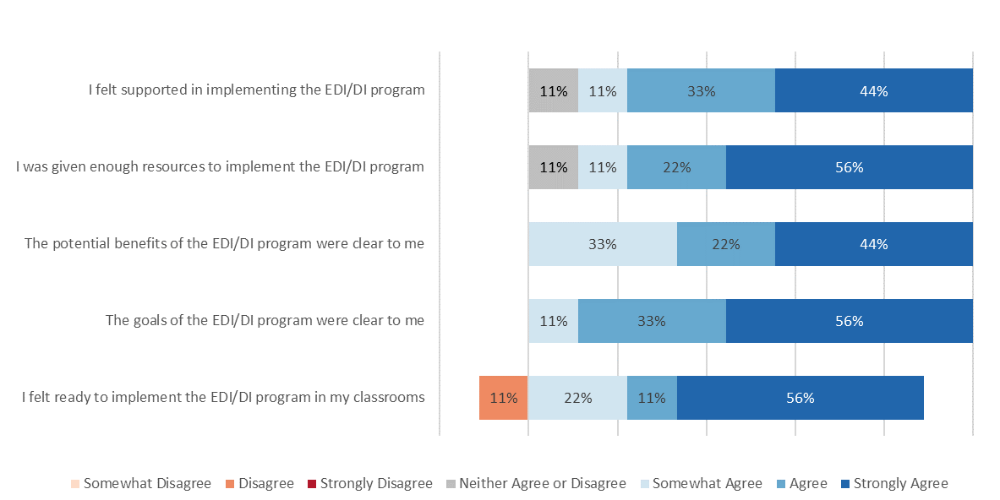 I felt supported in implementing the EDI/DI program
11% 11% 33% 44%
I was given enough resources to implement the EDI/DI program
11% 11% 22% 56%
The potential benefits of the EDI/DI program were clear to me
33% 22% 44%
The goals of the EDI/DI program were clear to me
11% 33% 56%
I felt ready to implement the EDI/DI program in my classrooms
11% 22% 11% 56%
Somewhat Disagree Disagree Strongly Disagree Neither Agree or Disagree Somewhat Agree Agree Strongly Agree